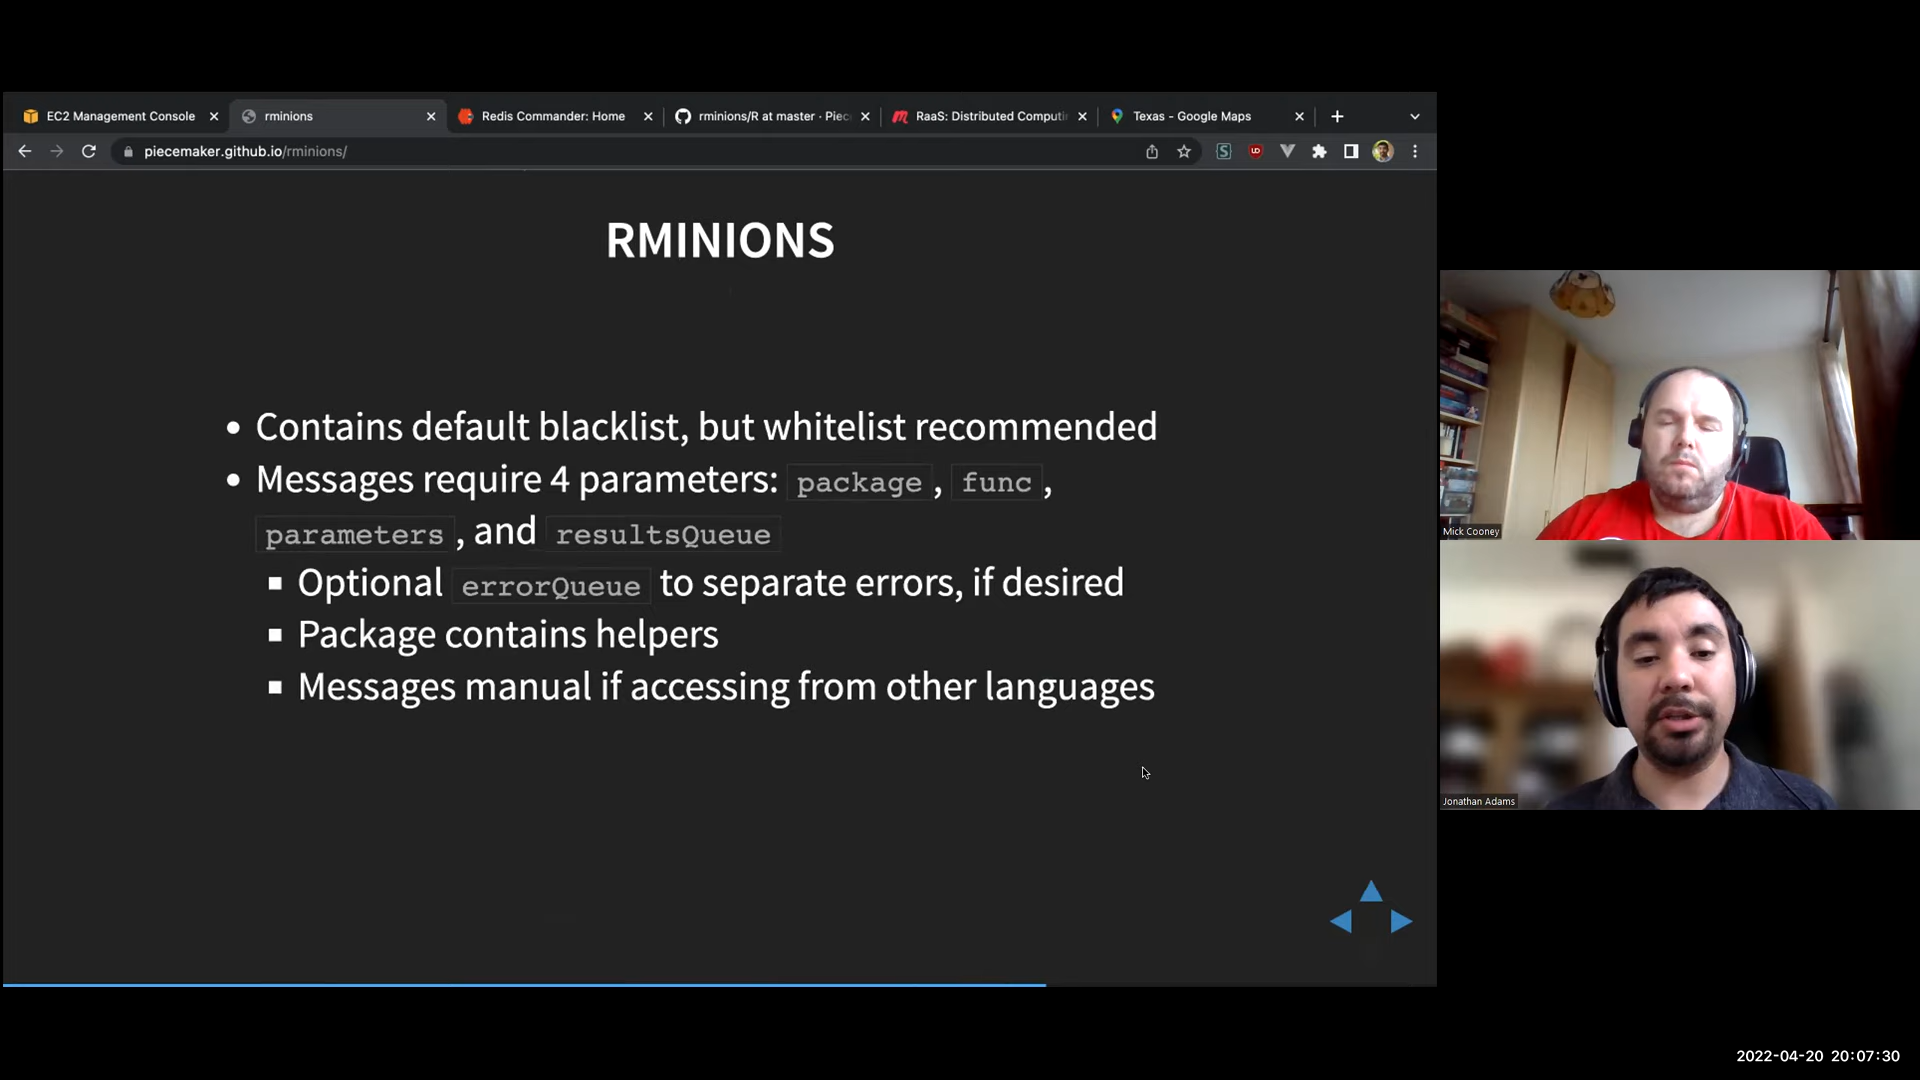 EC2 Management Console
rminions
Redis Commander: Home
rminions/R at master · Piec
RaaS: Distributed Computin
Texas - Google Maps
piecemaker.github.io/rminions/
RMINIONS
Contains default blacklist, but whitelist recommended
Messages require 4 parameters: package, func,
parameters, and resultsQueue
Optional errorQueue to separate errors, if desired
Package contains helpers
Messages manual if accessing from other languages
Mick Cooney
Jonathan Adams
2022-04-20 20:07:30